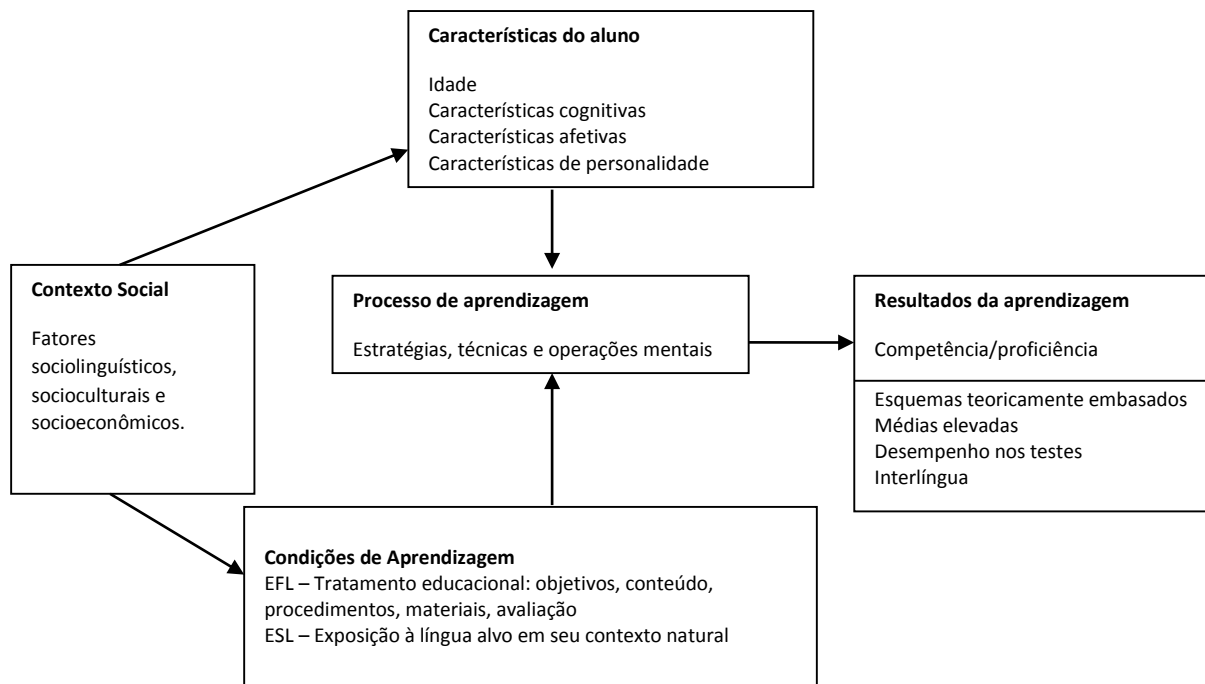 Características do aluno
Idade
Características cognitivas
Características afetivas
Características de personalidade
Contexto Social
Fatores
sociolinguísticos,
socioculturais e
socioeconômicos.
Processo de aprendizagem
Estratégias, técnicas e operações mentais
Resultados da aprendizagem
Competência/proficiência
Esquemas teoricamente embasados
Médias elevadas
Desempenho nos testes
Interlíngua
Condições de Aprendizagem
EFL – Tratamento educacional: objetivos, conteúdo,
procedimentos, materiais, avaliação
ESL – Exposição à língua alvo em seu contexto natural